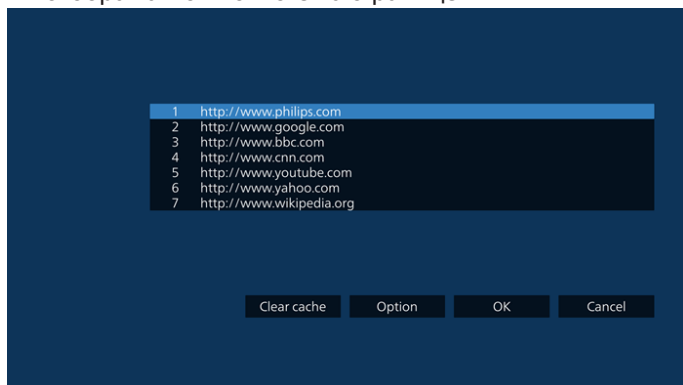 1 http://www.philips.com
2 http://www.google.com
3 http://www.bbc.com
4 http://www.cnn.com
5 http://www.youtube.com
6 http://www.yahoo.com
7 http://www.wikipedia.org
Clear cache Option OK Cancel